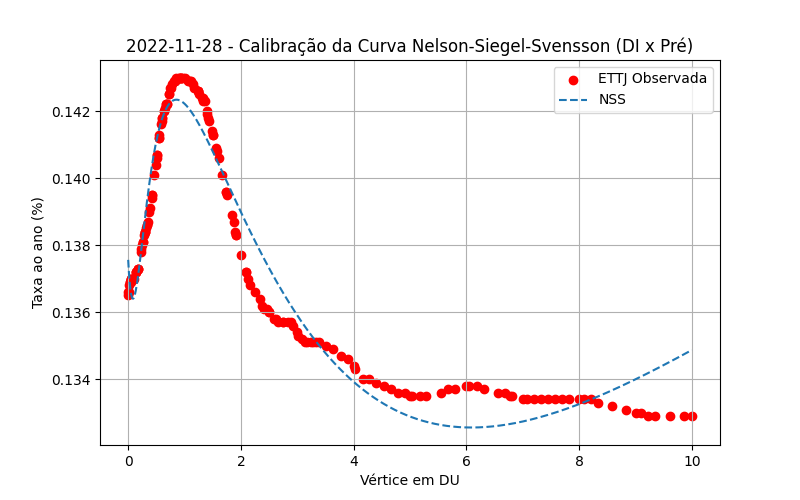 2022-11-28 - Calibração da Curva Nelson-Siegel-Svensson (DI x Pré)
ETTJ Observada
NSS
Taxa ao ano (%)
0.142
0.140
0.138
0.136
0.134
0 2 4 6 8 10
Vértice em DU